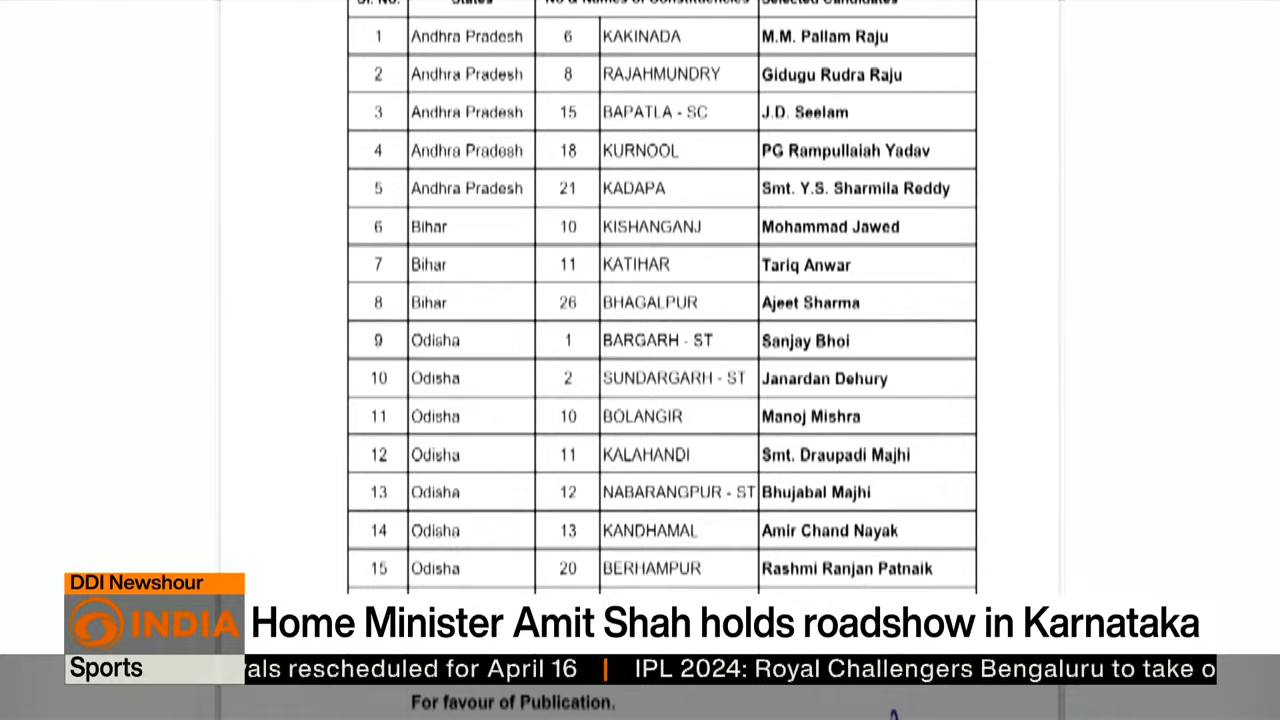 Sr. No. States No & Names of Constituencies Selected Candidates
1 Andhra Pradesh 6 KAKINADA M.M. Pallam Raju
2 Andhra Pradesh 8 RAJAHMUNDRY Gidugu Rudra Raju
3 Andhra Pradesh 15 BAPATLA - SC J.D. Seelam
4 Andhra Pradesh 18 KURNOOL PG Rampullaiah Yadav
5 Andhra Pradesh 21 KADAPA Smt. Y.S. Sharmila Reddy
6 Bihar 10 KISHANGANJ Mohammad Jawed
7 Bihar 11 KATIHAR Tariq Anwar
8 Bihar 26 BHAGALPUR Ajeet Sharma
9 Odisha 1 BARGARH - ST Sanjay Bhoi
10 Odisha 2 SUNDARGARH - ST Janardan Dehury
11 Odisha 10 BOLANGIR Manoj Mishra
12 Odisha 11 KALAHANDI Smt. Draupadi Majhi
13 Odisha 12 NABARANGPUR - ST Bhujabal Majhi
14 Odisha 13 KANDHAMAL Amir Chand Nayak
15 Odisha 20 BERHAMPUR Rashmi Ranjan Patnaik
DDI Newshour
INDIA Home Minister Amit Shah holds roadshow in Karnataka
Sports vals rescheduled for April 16 | IPL 2024: Royal Challengers Bengaluru to take o
For favour of Publication.